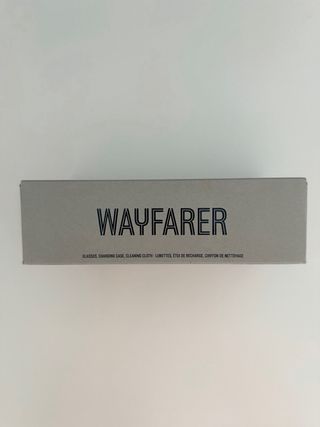 WAYFARER
GLASSES, CHARGING CASE, CLEANING CLOTH · LUNETTES, ÉTUI DE RECHARGE, CHIFFON DE NETTOYAGE